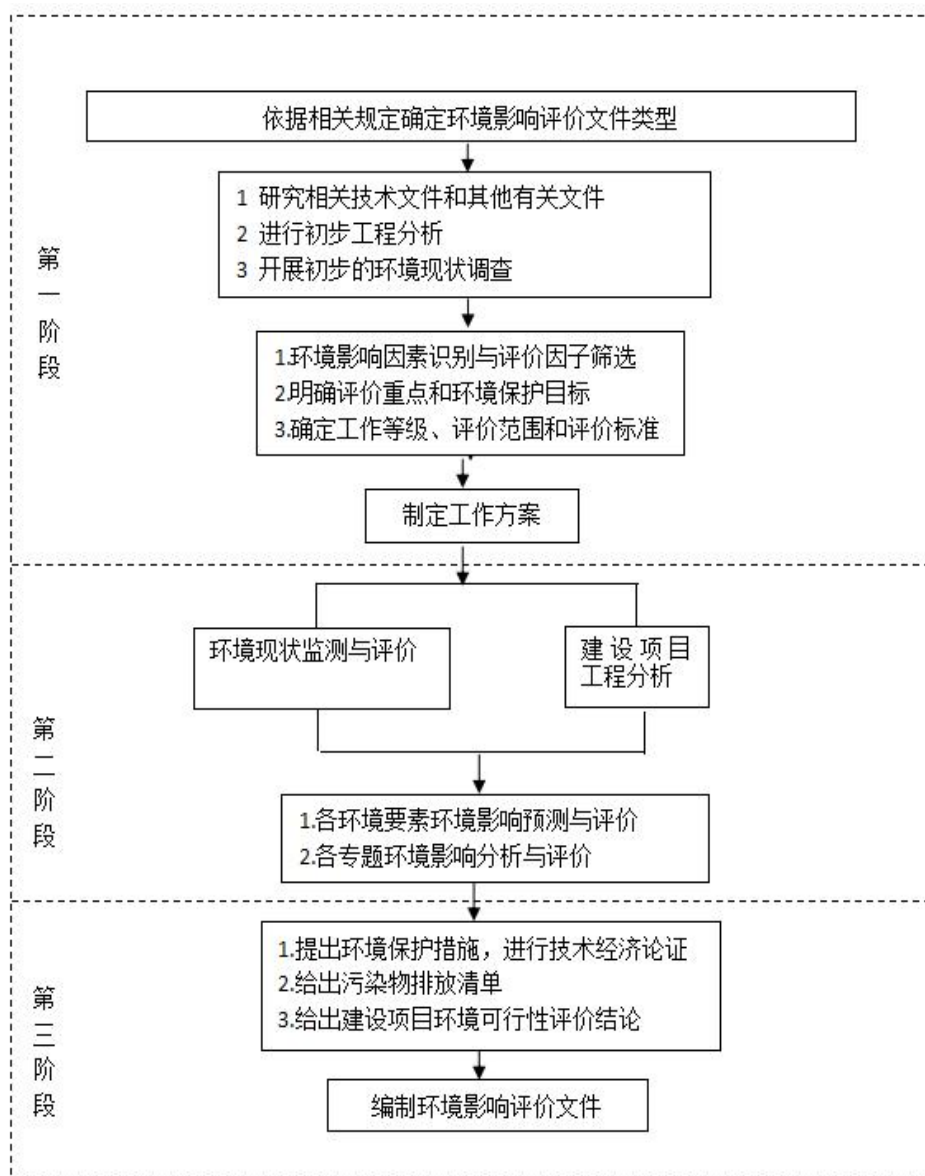 依据相关规定确定环境影响评价文件类型
第一阶段
1 研究相关技术文件和其他有关文件
2 进行初步工程分析
3 开展初步的环境现状调查
1.环境影响因素识别与评价因子筛选
2.明确评价重点和环境保护目标
3.确定工作等级、评价范围和评价标准
制定工作方案
第二阶段
环境现状监测与评价
建设项目
工程分析
1.各环境要素环境影响预测与评价
2.各专题环境影响分析与评价
第三阶段
1.提出环境保护措施，进行技术经济论证
2.给出污染物排放清单
3.给出建设项目环境可行性评价结论
编制环境影响评价文件